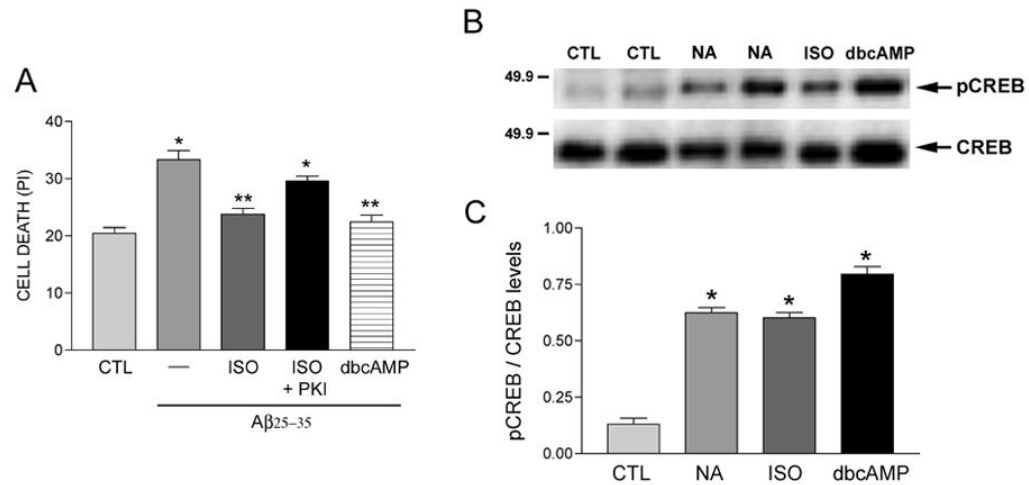 A
40
30
20
10
0
CELL DEATH (PI)
*
**
*
**
CTL — ISO ISO dbcAMP
+ PKI
Aβ25–35
B
CTL CTL NA NA ISO dbcAMP
49.9
pCREB
49.9
CREB
C
1.00
0.75
0.50
0.25
0.00
pCREB / CREB levels
*
*
*
CTL NA ISO dbcAMP